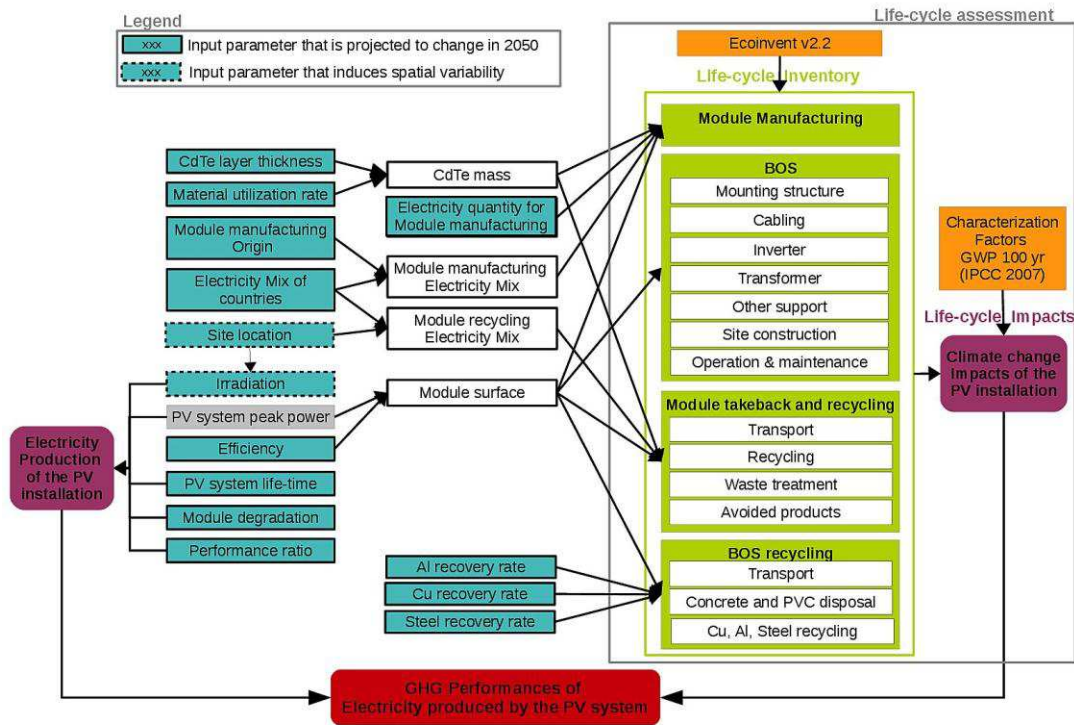 Legend
xxx Input parameter that is projected to change in 2050
xxx Input parameter that induces spatial variability
Life-cycle assessment
Ecoinvent v2.2
LIfe-cycle Inventory
CdTe layer thickness
Material utilization rate
Module manufacturing
Origin
Electricity Mix of
countries
Site location
Irradiation
PV system peak power
Efficiency
PV system life-time
Module degradation
Performance ratio
Electricity
Production
of the PV
installation
CdTe mass
Electricity quantity for
Module manufacturing
Module manufacturing
Electricity Mix
Module recycling
Electricity Mix
Module surface
Al recovery rate
Cu recovery rate
Steel recovery rate
Module Manufacturing
BOS
Mounting structure
Cabling
Inverter
Transformer
Other support
Site construction
Operation & maintenance
Module takeback and recycling
Transport
Recycling
Waste treatment
Avoided products
BOS recycling
Transport
Concrete and PVC disposal
Cu, Al, Steel recycling
Characterization
Factors
GWP 100 yr
(IPCC 2007)
Life-cycle Impacts
Climate change
Impacts of the
PV installation
GHG Performances of
Electricity produced by the PV system